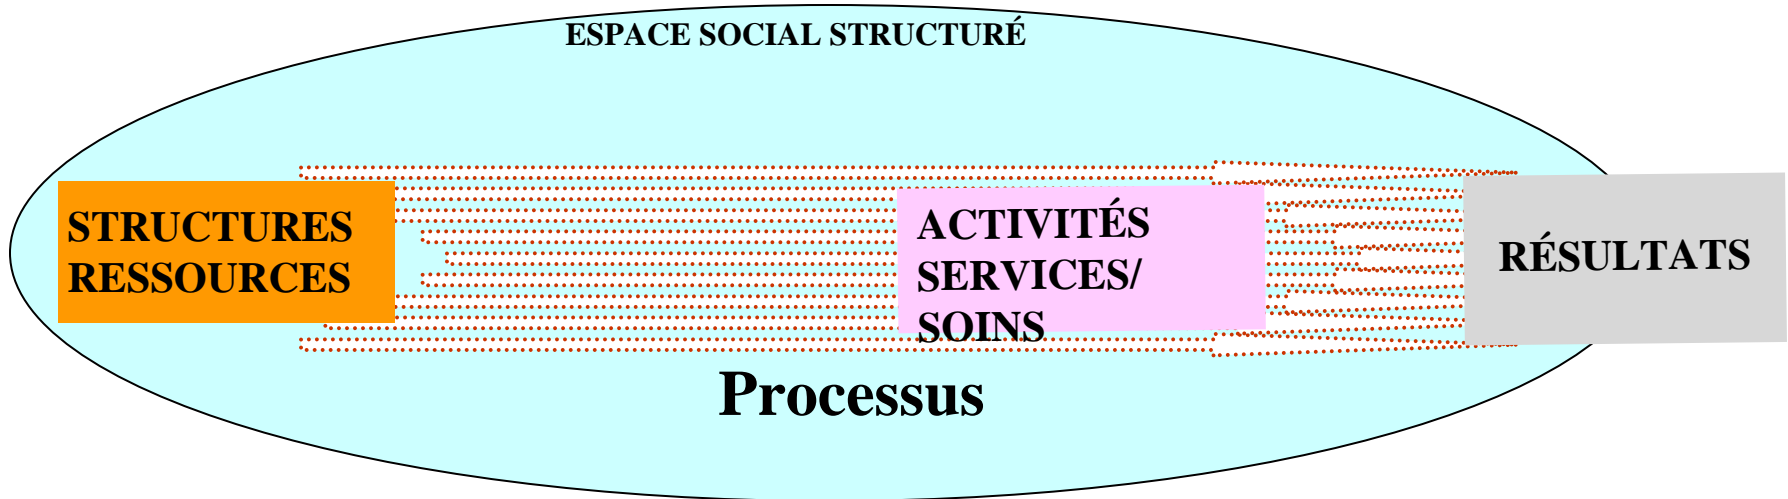 ESPACE SOCIAL STRUCTURÉ
STRUCTURES
RESSOURCES
ACTIVITÉS
SERVICES/
SOINS
RÉSULTATS
Processus